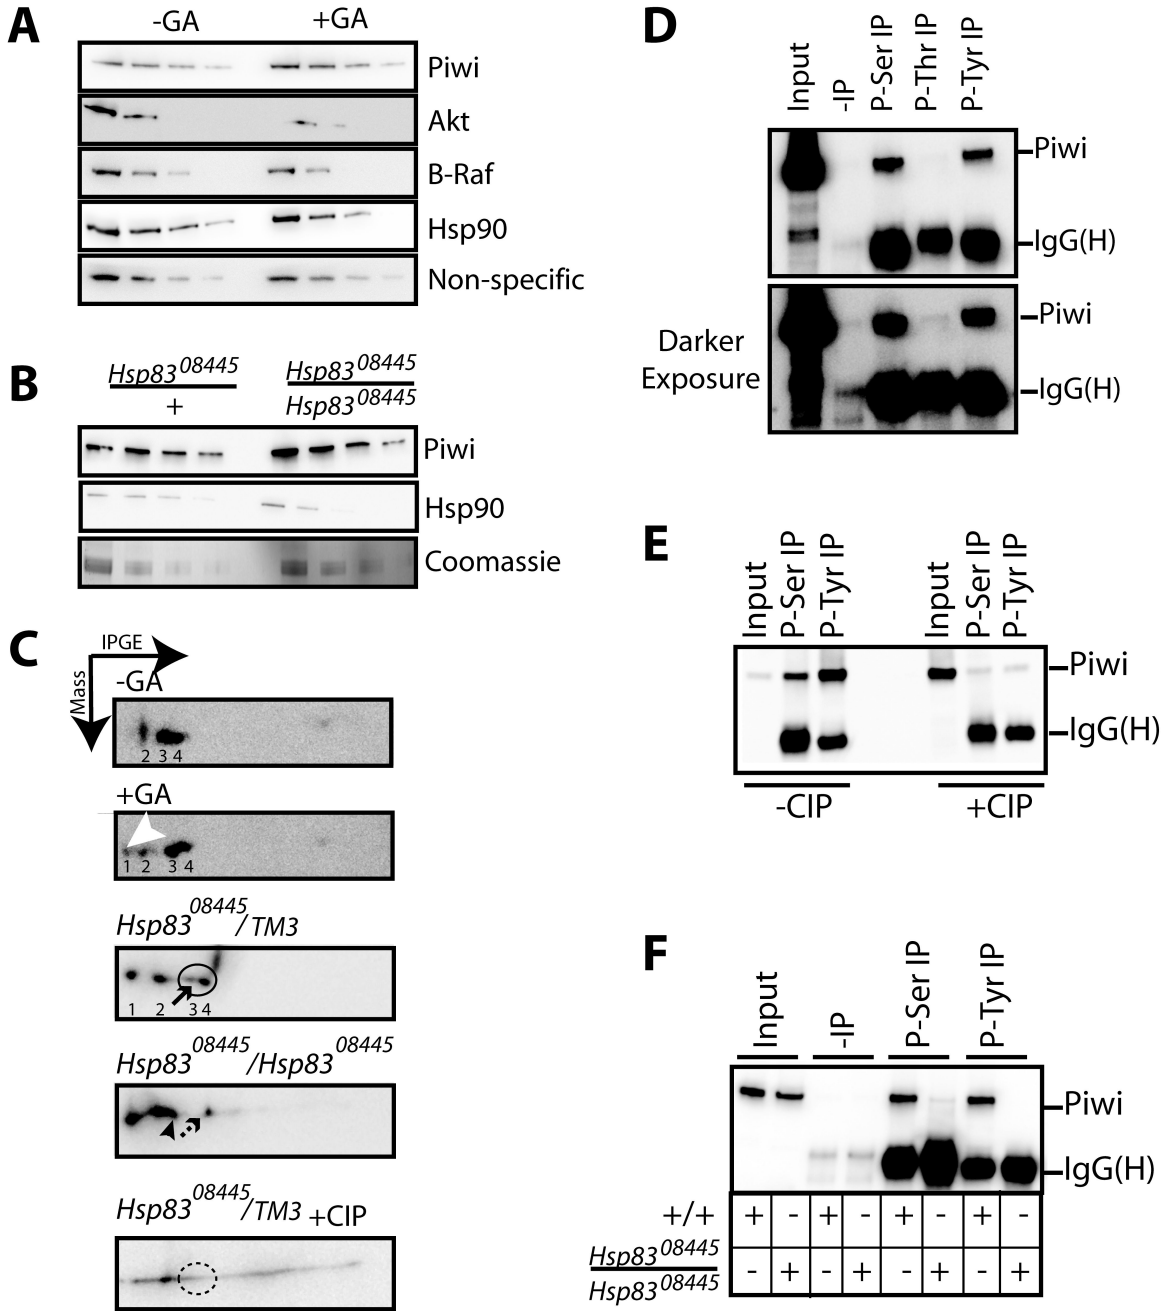 A
-GA +GA
Piwi
Akt
B-Raf
Hsp90
Non-specific
B
Hsp83 08445
+
Hsp83 08445
Hsp83 08445
Piwi
Hsp90
Coomassie
C
IPGE
Mass
-GA
2 3 4
+GA
1 2 3 4
Hsp83 08445 / TM3
1 2 3 4
Hsp83 08445 /Hsp83 08445
Hsp83 08445 / TM3 +CIP
D
Input -IP P-Ser IP P-Thr IP P-Tyr IP
Piwi
IgG(H)
Darker
Exposure
Piwi
IgG(H)
E
Input P-Ser IP P-Tyr IP Input P-Ser IP P-Tyr IP
Piwi
IgG(H)
-CIP +CIP
F
Input -IP P-Ser IP P-Tyr IP
Piwi
IgG(H)
+/+ + - + - + - + -
Hsp83 08445
Hsp83 08445
- + - + - + - +